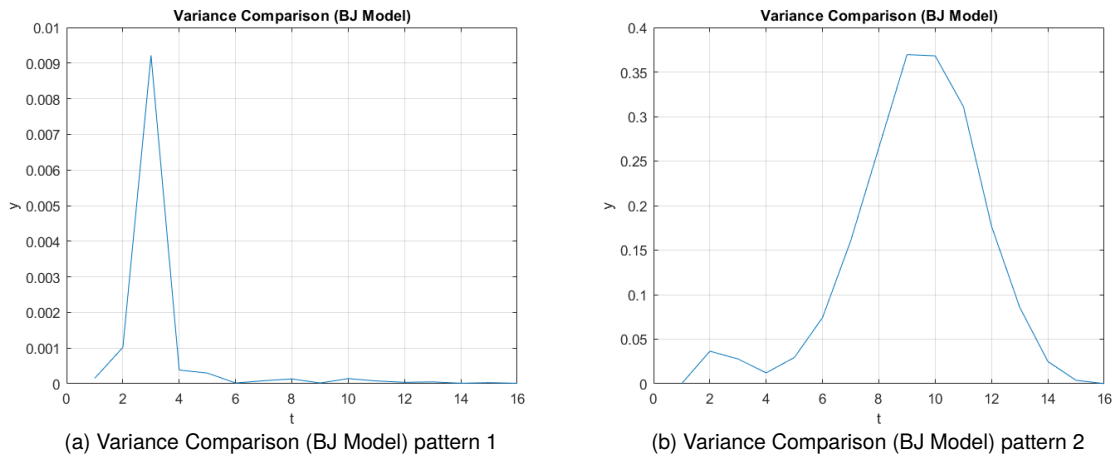 Variance Comparison (BJ Model)
0.01
0.009
0.008
0.007
0.006
0.005
0.004
0.003
0.002
0.001
0
y
0 2 4 6 8 10 12 14 16
t
(a) Variance Comparison (BJ Model) pattern 1
Variance Comparison (BJ Model)
0.4
0.35
0.3
0.25
0.2
0.15
0.1
0.05
0
y
0 2 4 6 8 10 12 14 16
t
(b) Variance Comparison (BJ Model) pattern 2